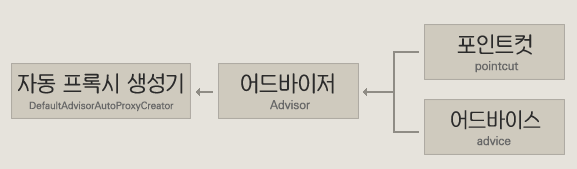 자동 프록시 생성기
DefaultAdvisorAutoProxyCreator
어드바이저
Advisor
포인트컷
pointcut
어드바이스
advice